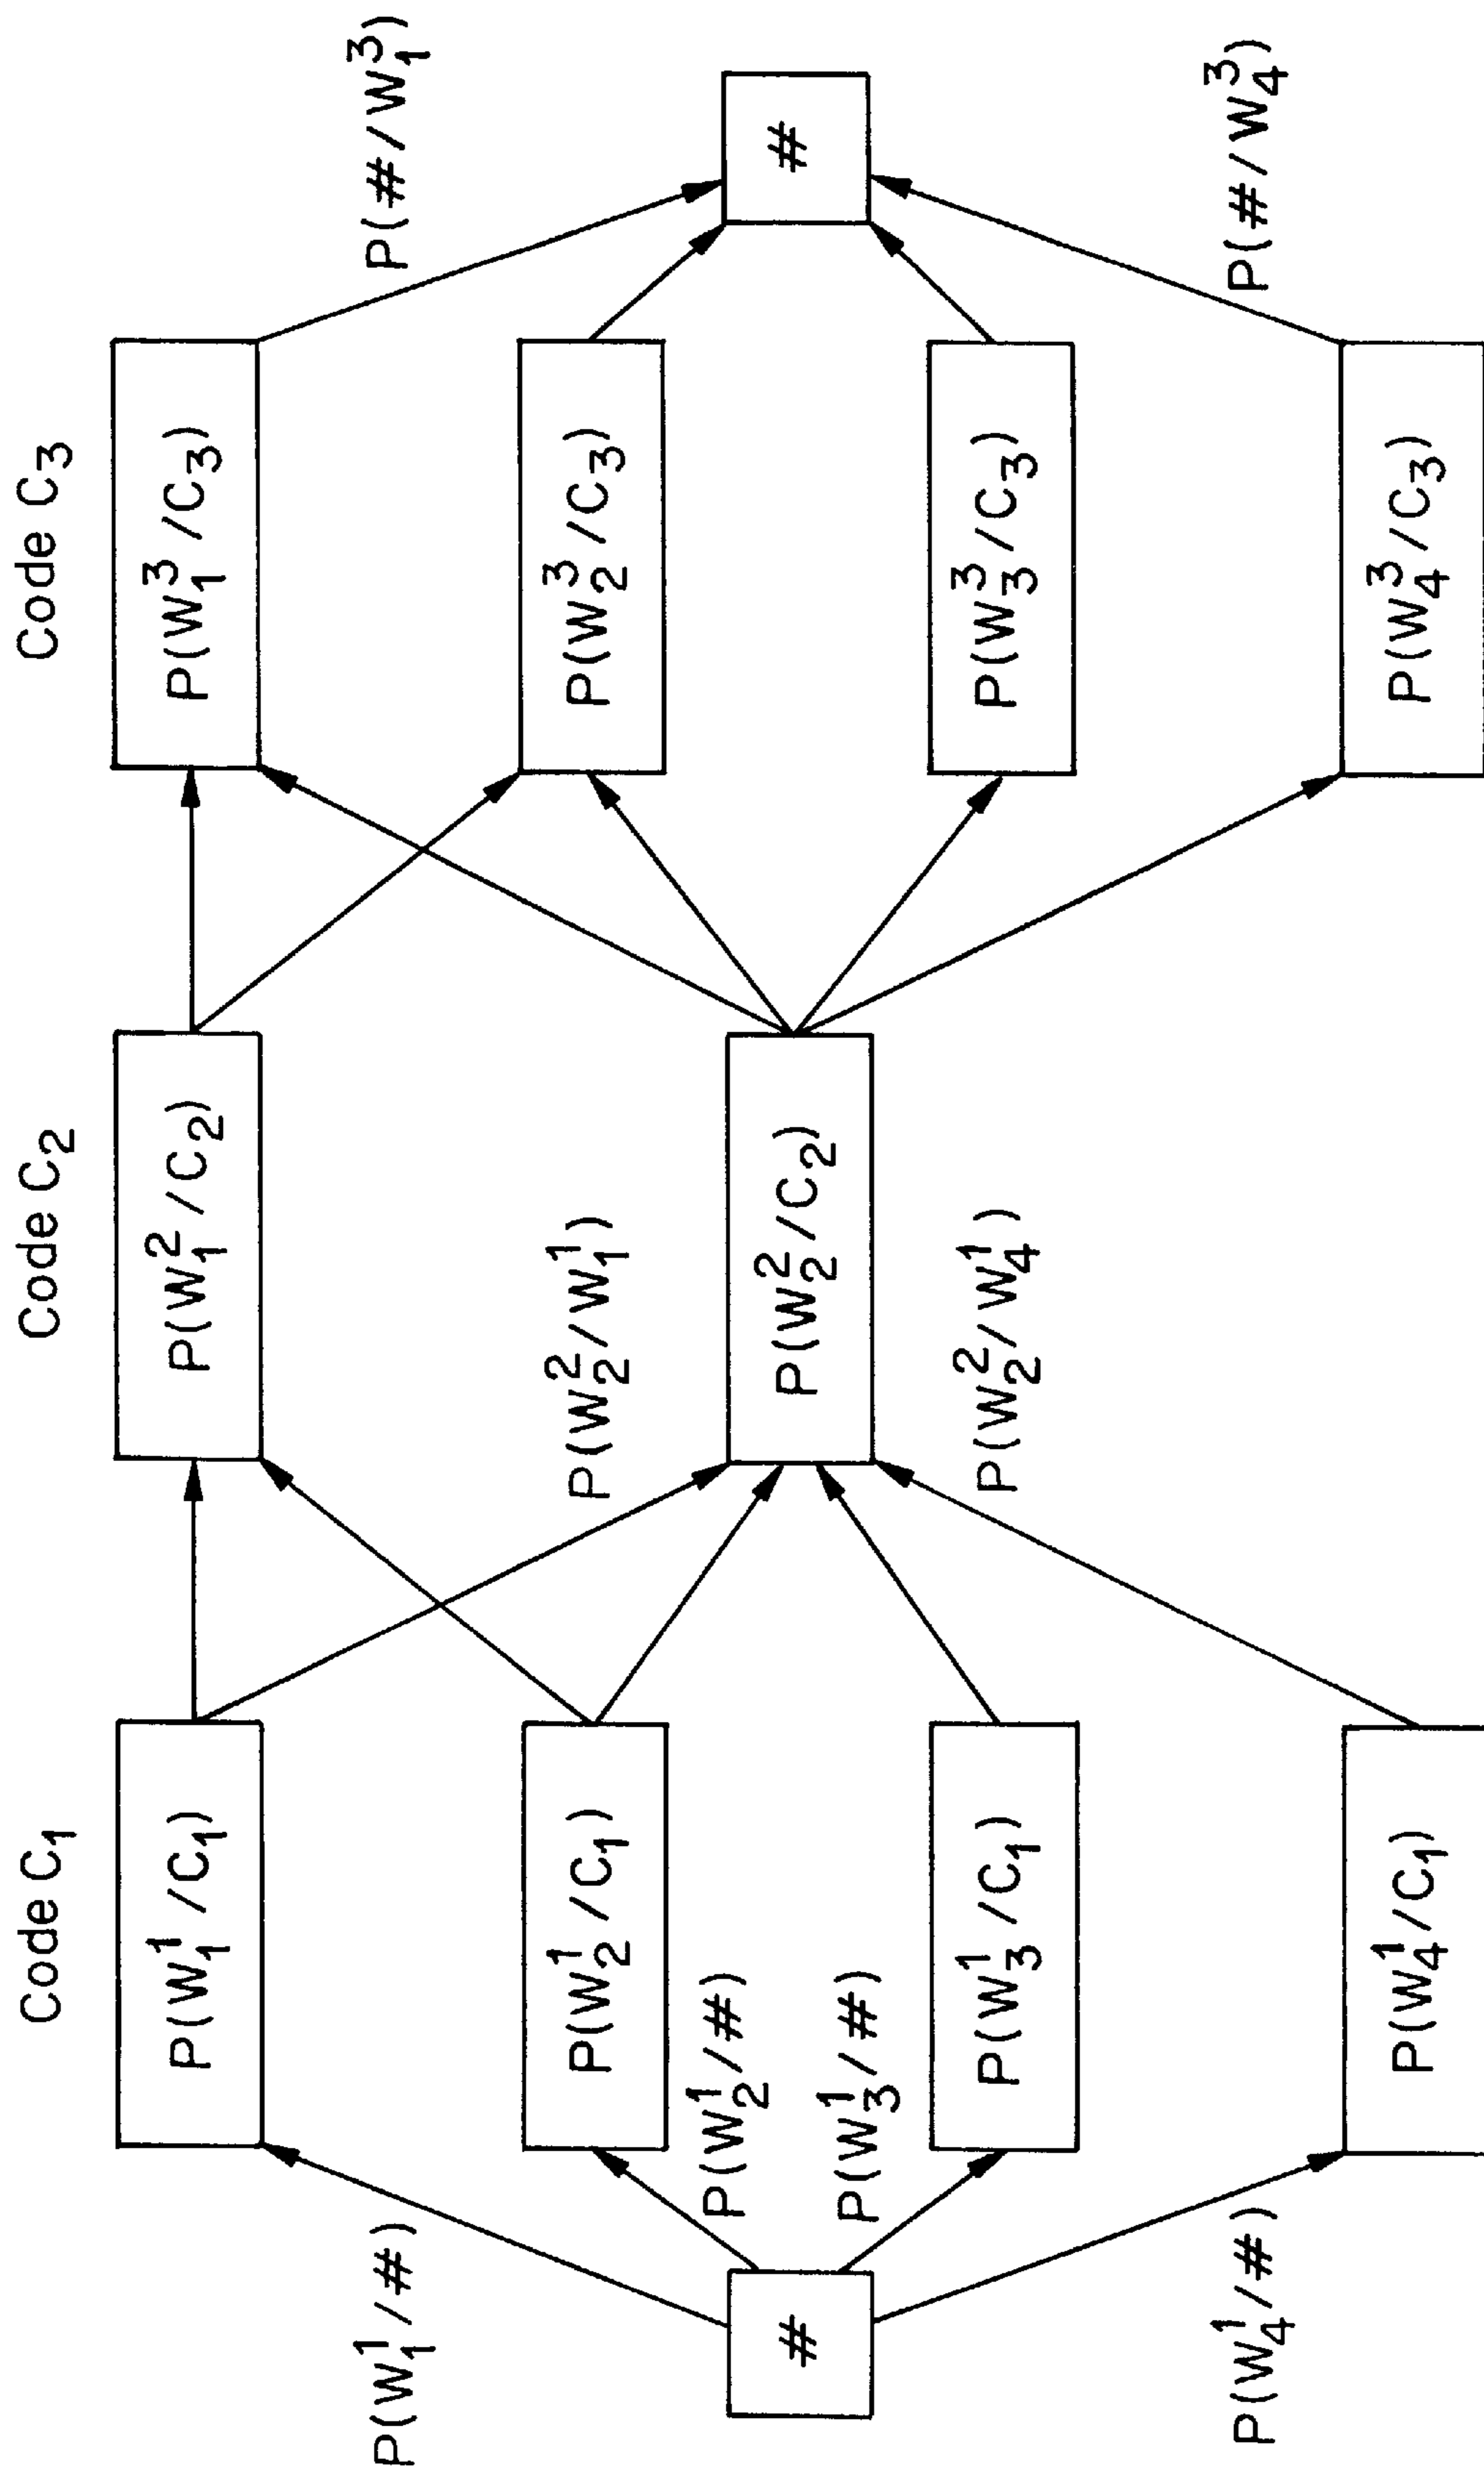 Code C₁
Code C₂
Code C₃
P(W₁¹/#)
P(W₁¹/C₁)
P(W₁²/C₂)
P(W₁³/C₃)
P(#/W₁³)
P(W₂¹/C₁)
P(W₂²/W₁¹)
P(W₂³/C₃)
P(W₂¹/#)
#
P(W₂²/C₂)
#
P(W₃¹/#)
P(W₃¹/C₁)
P(W₂²/W₄¹)
P(W₃³/C₃)
P(W₄¹/#)
P(W₄¹/C₁)
P(W₄³/C₃)
P(#/W₄³)